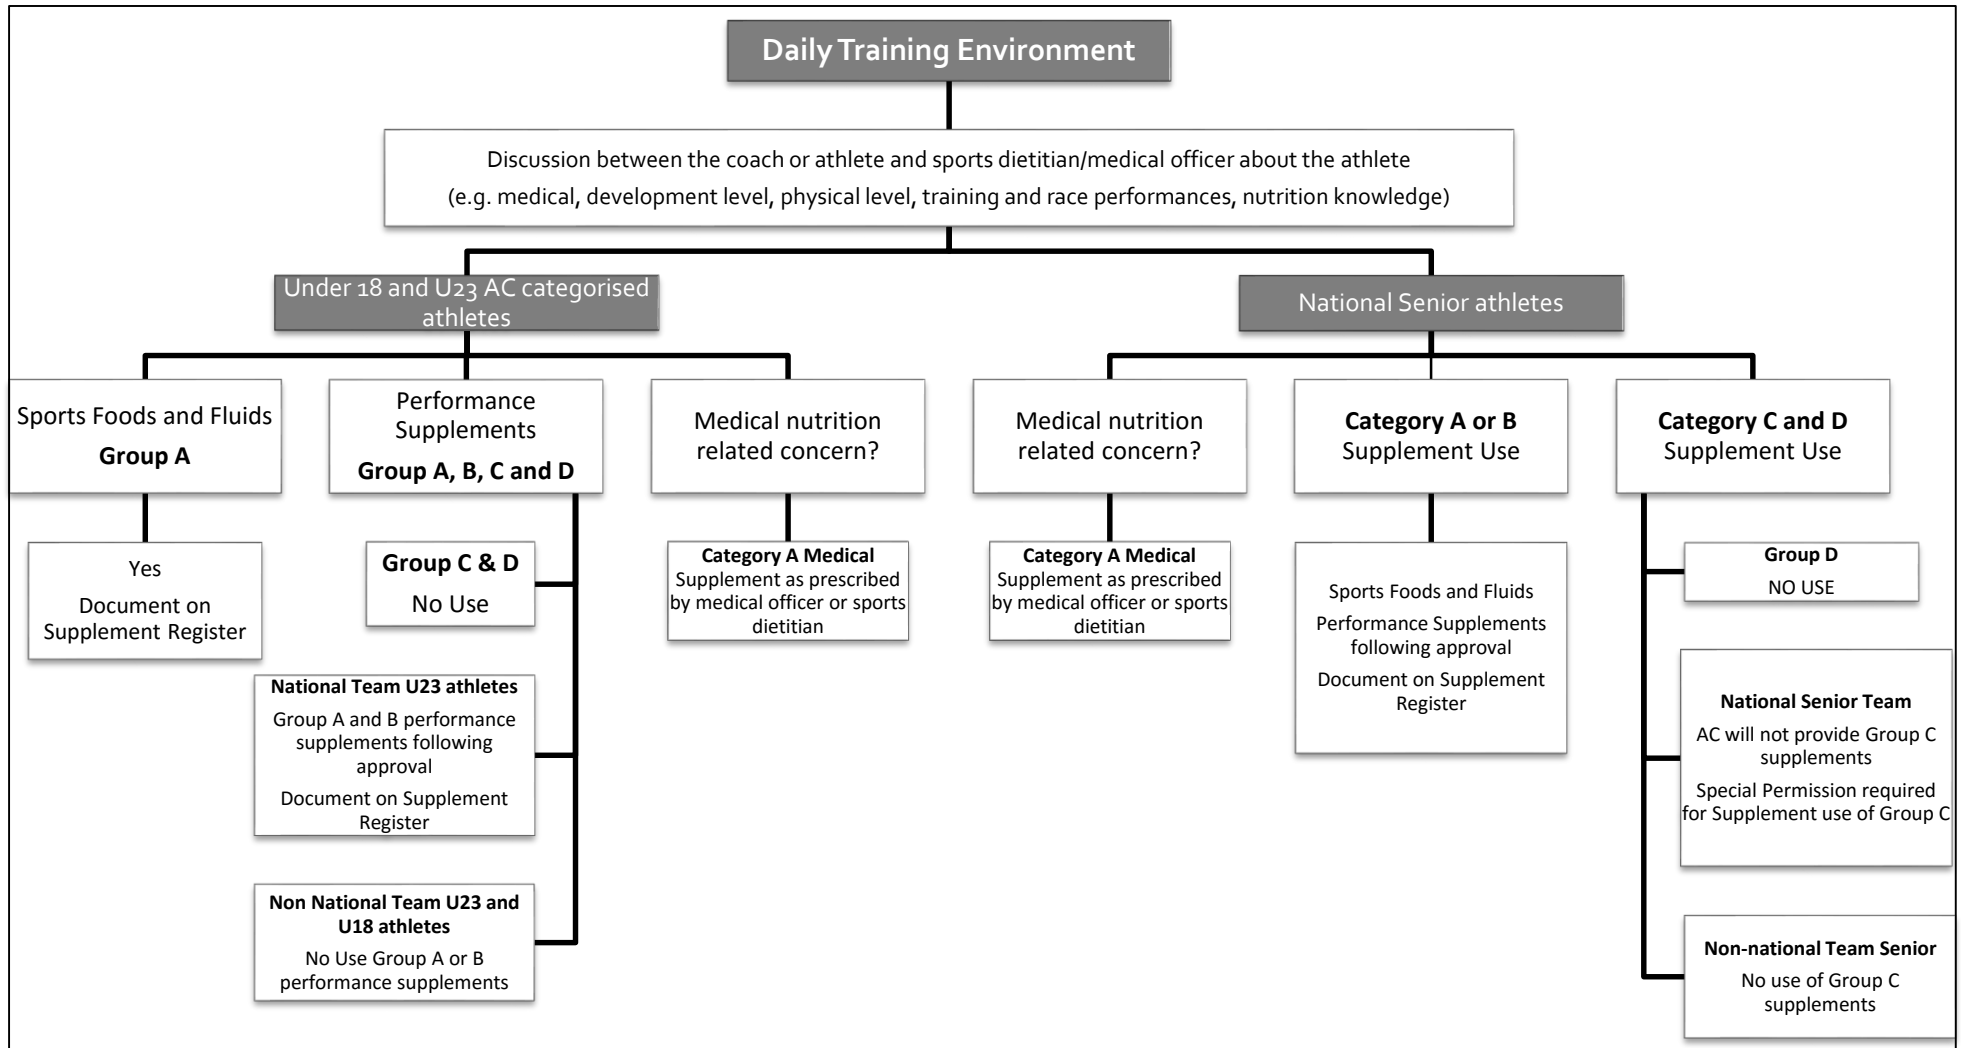 Daily Training Environment
Discussion between the coach or athlete and sports dietitian/medical officer about the athlete
(e.g. medical, development level, physical level, training and race performances, nutrition knowledge)
Under 18 and U23 AC categorised
athletes
National Senior athletes
Sports Foods and Fluids
Group A
Performance
Supplements
Group A, B, C and D
Medical nutrition
related concern?
Medical nutrition
related concern?
Category A or B
Supplement Use
Category C and D
Supplement Use
Yes
Document on
Supplement Register
Group C & D
No Use
National Team U23 athletes
Group A and B performance
supplements following
approval
Document on Supplement
Register
Non National Team U23 and
U18 athletes
No Use Group A or B
performance supplements
Category A Medical
Supplement as prescribed
by medical officer or sports
dietitian
Category A Medical
Supplement as prescribed
by medical officer or sports
dietitian
Sports Foods and Fluids
Performance Supplements
following approval
Document on Supplement
Register
Group D
NO USE
National Senior Team
AC will not provide Group C
supplements
Special Permission required
for Supplement use of Group C
Non-national Team Senior
No use of Group C
supplements